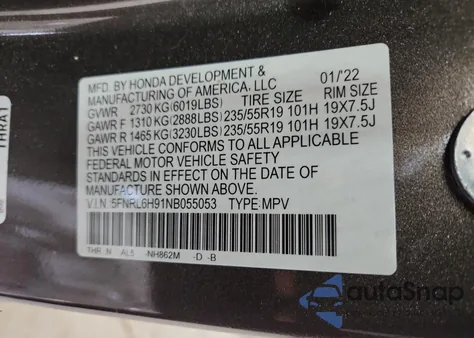 MFD. BY HONDA DEVELOPMENT &
MANUFACTURING OF AMERICA, LLC 01/'22
GVWR 2730 KG(6019LBS) TIRE SIZE RIM SIZE
GAWR F 1310 KG(2888LBS) 235/55R19 101H 19X7.5J
GAWR R 1465 KG(3230LBS) 235/55R19 101H 19X7.5J
THIS VEHICLE CONFORMS TO ALL APPLICABLE
FEDERAL MOTOR VEHICLE SAFETY
STANDARDS IN EFFECT ON THE DATE OF
MANUFACTURE SHOWN ABOVE.
V.I.N :5FNRL6H91NB055053 TYPE:MPV
THR N AL5 -NH862M -D -B
THRA1
autoSnap